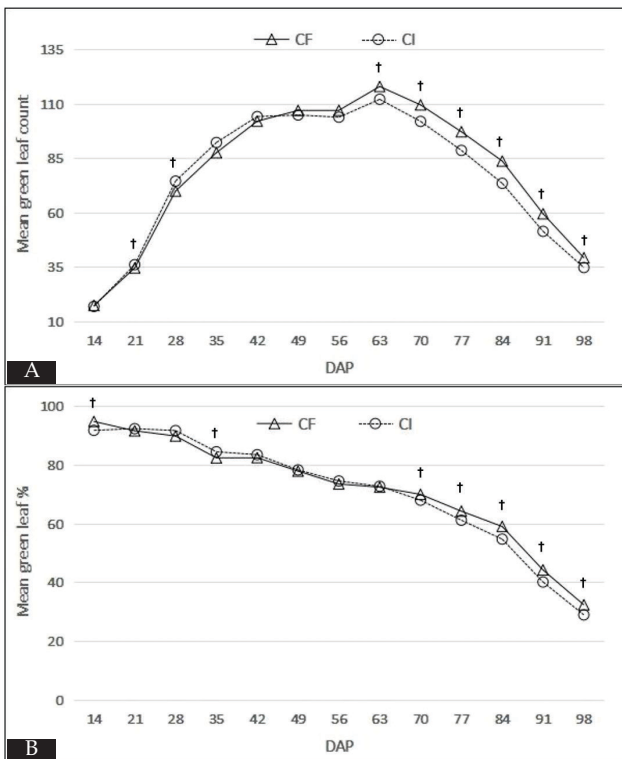 CF CI
135
110
85
60
35
10
Mean green leaf count
† † † † † † † †
14 21 28 35 42 49 56 63 70 77 84 91 98
DAP
A
CF CI
100
80
60
40
20
0
Mean green leaf %
† † † † † † †
14 21 28 35 42 49 56 63 70 77 84 91 98
DAP
B